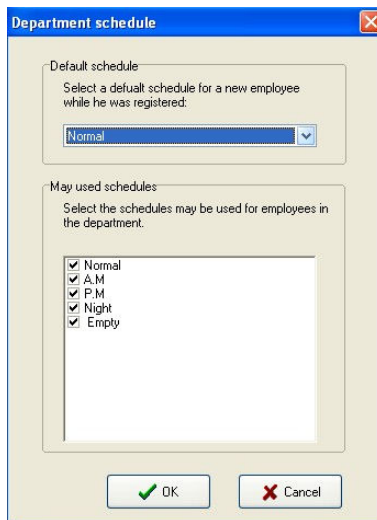 Department schedule
Default schedule
Select a defualt schedule for a new employee
while he was registered:
Normal
May used schedules
Select the schedules may be used for employees in
the department.
Normal
A.M
P.M
Night
Empty
OK
Cancel